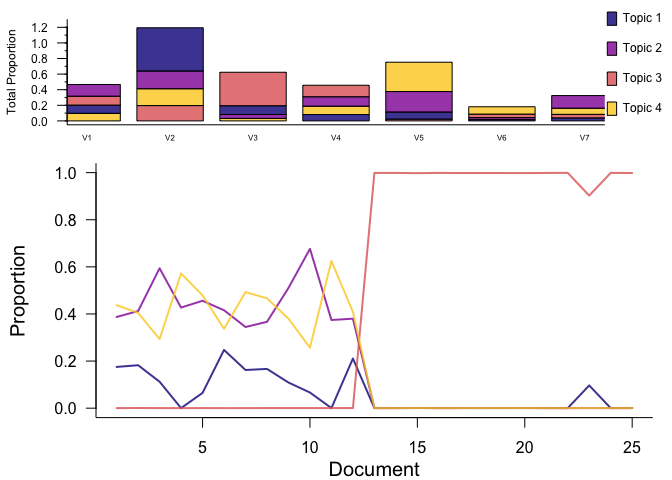 Total Proportion
1.2
1.0
0.8
0.6
0.4
0.2
0.0
V1 V2 V3 V4 V5 V6 V7
Topic 1
Topic 2
Topic 3
Topic 4
Proportion
1.0
0.8
0.6
0.4
0.2
0.0
5 10 15 20 25
Document